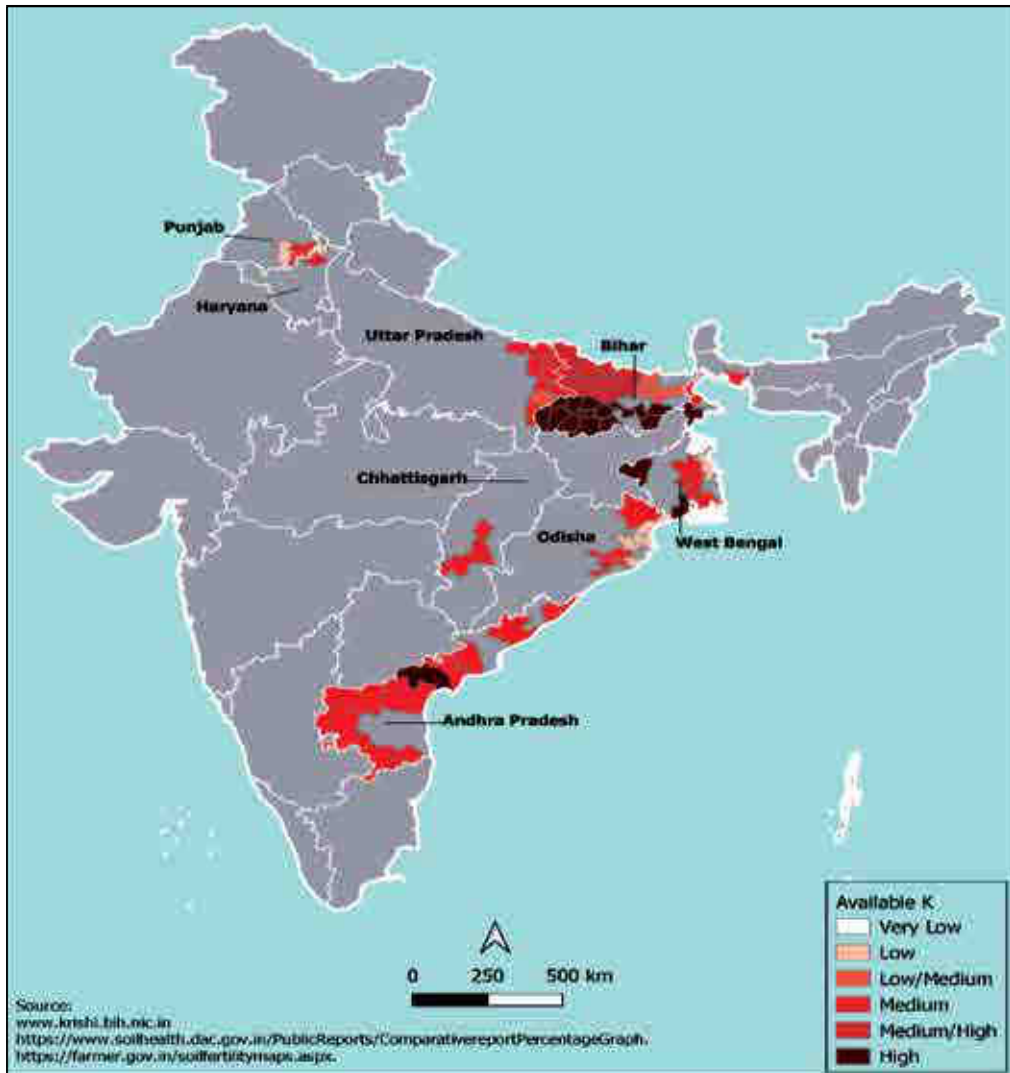 Punjab
Haryana
Uttar Pradesh
Bihar
Chhattisgarh
Odisha
West Bengal
Andhra Pradesh
Available K
Very Low
Low
Low/Medium
Medium
Medium/High
High
0 250 500 km
Source:
www.krishi.bih.nic.in
https://www.soilhealth.dac.gov.in/PublicReports/ComparativereportPercentageGraph.
https://farmer.gov.in/soilfertilitymaps.aspx.